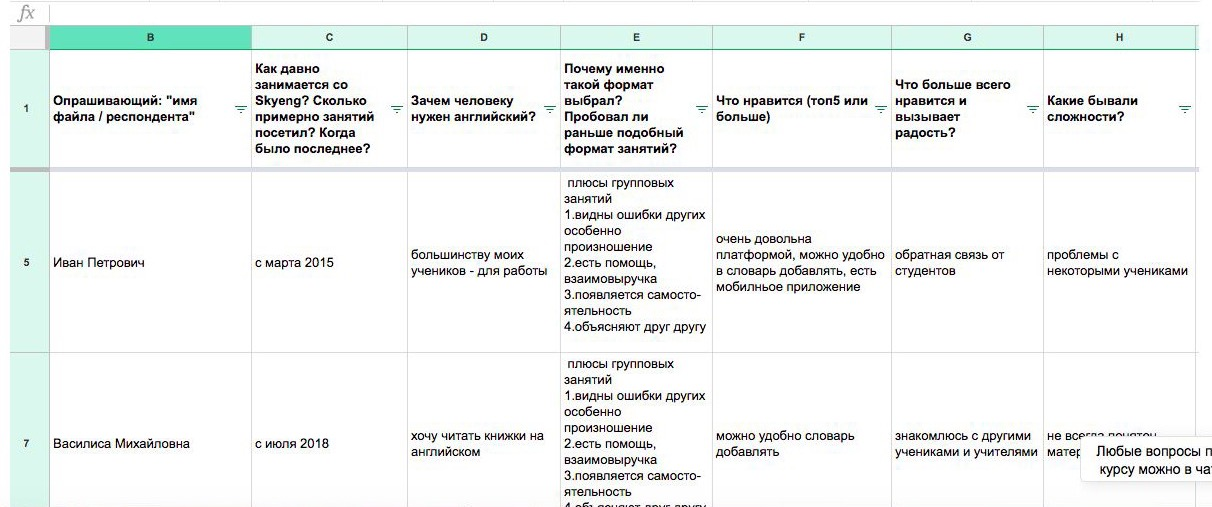 fx
B C D E F G H
1
Опрашивающий: "имя
файла / респондента"
Как давно
занимается со
Skyeng? Сколько
примерно занятий
посетил? Когда
было последнее?
Зачем человеку
нужен английский?
Почему именно
такой формат
выбрал?
Пробовал ли
раньше подобный
формат занятий?
Что нравится (топ5 или
больше)
Что больше всего
нравится и
вызывает
радость?
Какие бывали
сложности?
5
Иван Петрович
с марта 2015
большинству моих
учеников - для работы
плюсы групповых
занятий
1.видны ошибки других
особенно
произношение
2.есть помощь,
взаимовыручка
3.появляется самосто-
ятельность
4.объясняют друг другу
очень довольна
платформой, можно удобно
в словарь добавлять, есть
мобилньое приложение
обратная связь от
студентов
проблемы с
некоторыми учениками
7
Василиса Михайловна
с июля 2018
хочу читать книжки на
английском
плюсы групповых
занятий
1.видны ошибки других
особенно
произношение
2.есть помощь,
взаимовыручка
3.появляется самосто-
ятельность
4.объясняют друг другу
можно удобно словарь
добавлять
знакомлюсь с другими
учениками и учителями
не всегда понятен
Любые вопросы п
курсу можно в ча